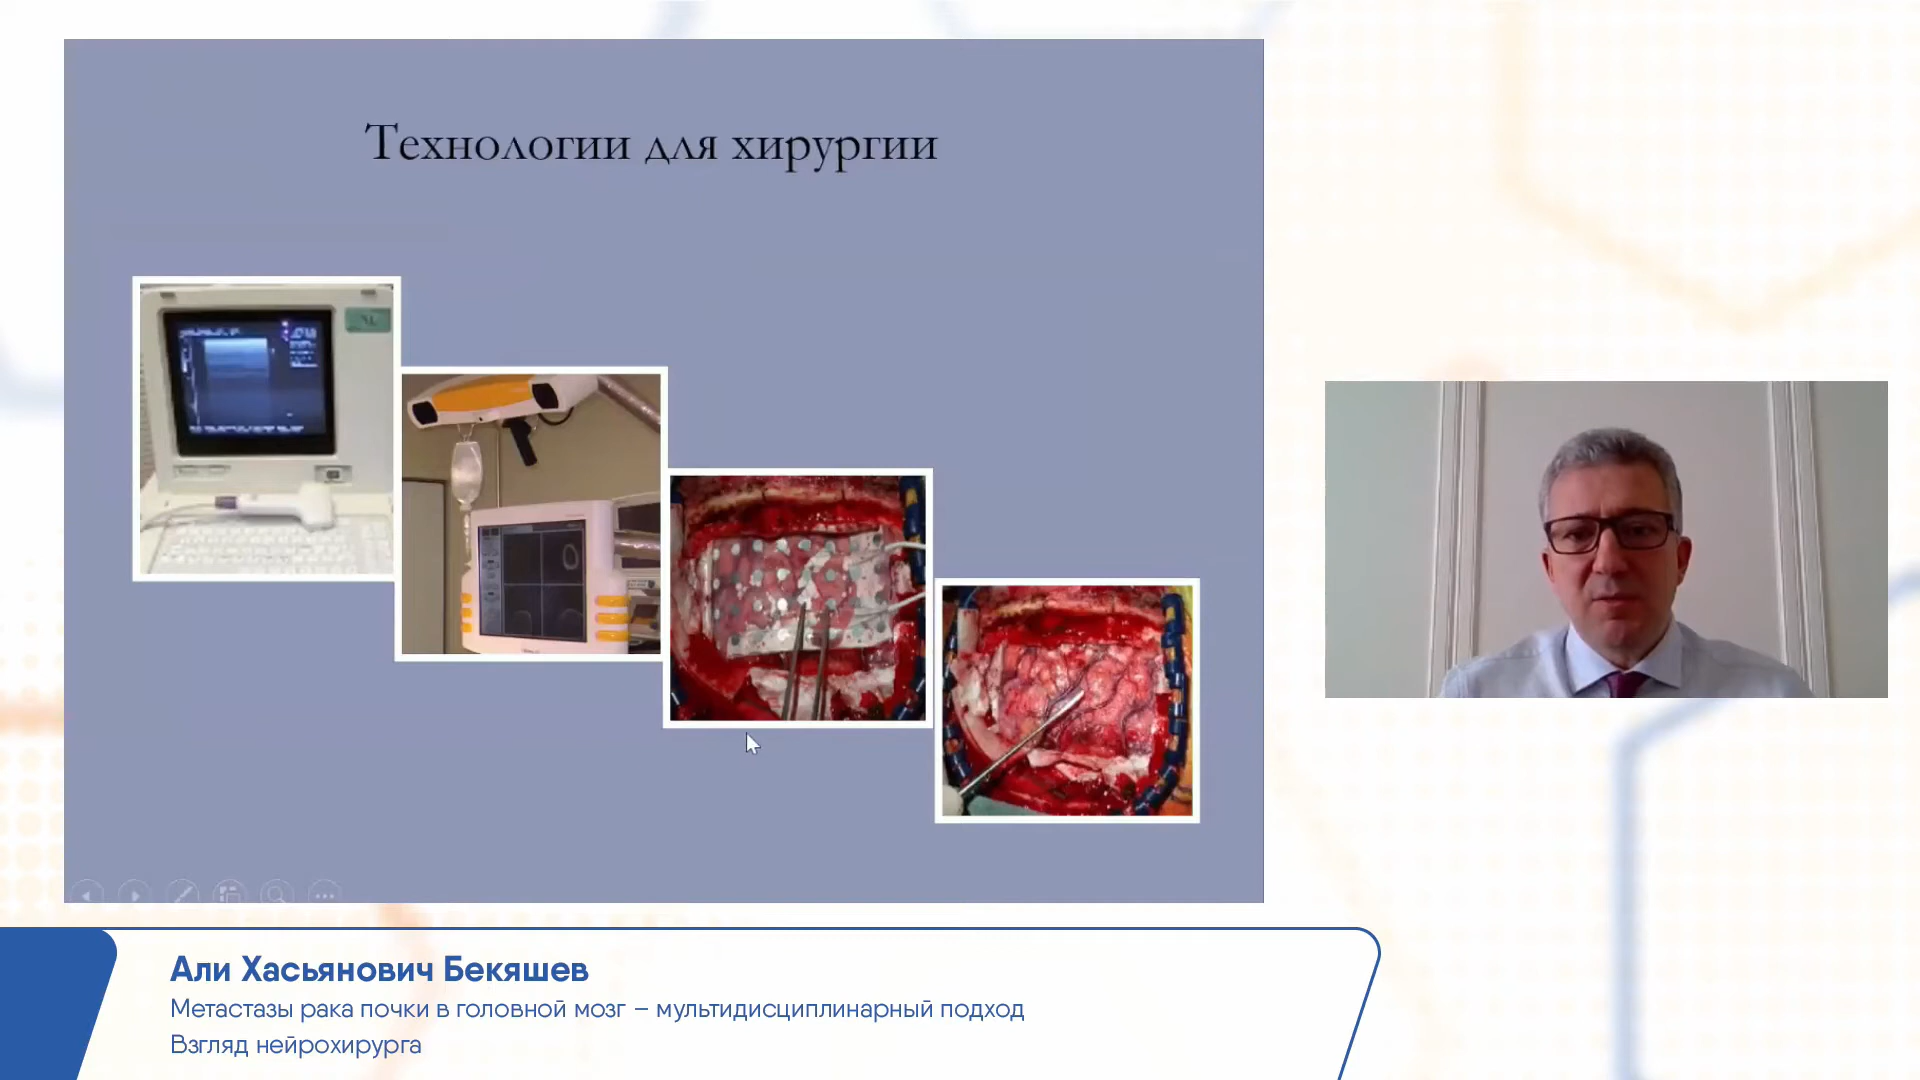 Технологии для хирургии
Али Хасьянович Бекяшев
Метастазы рака почки в головной мозг – мультидисциплинарный подход
Взгляд нейрохирурга